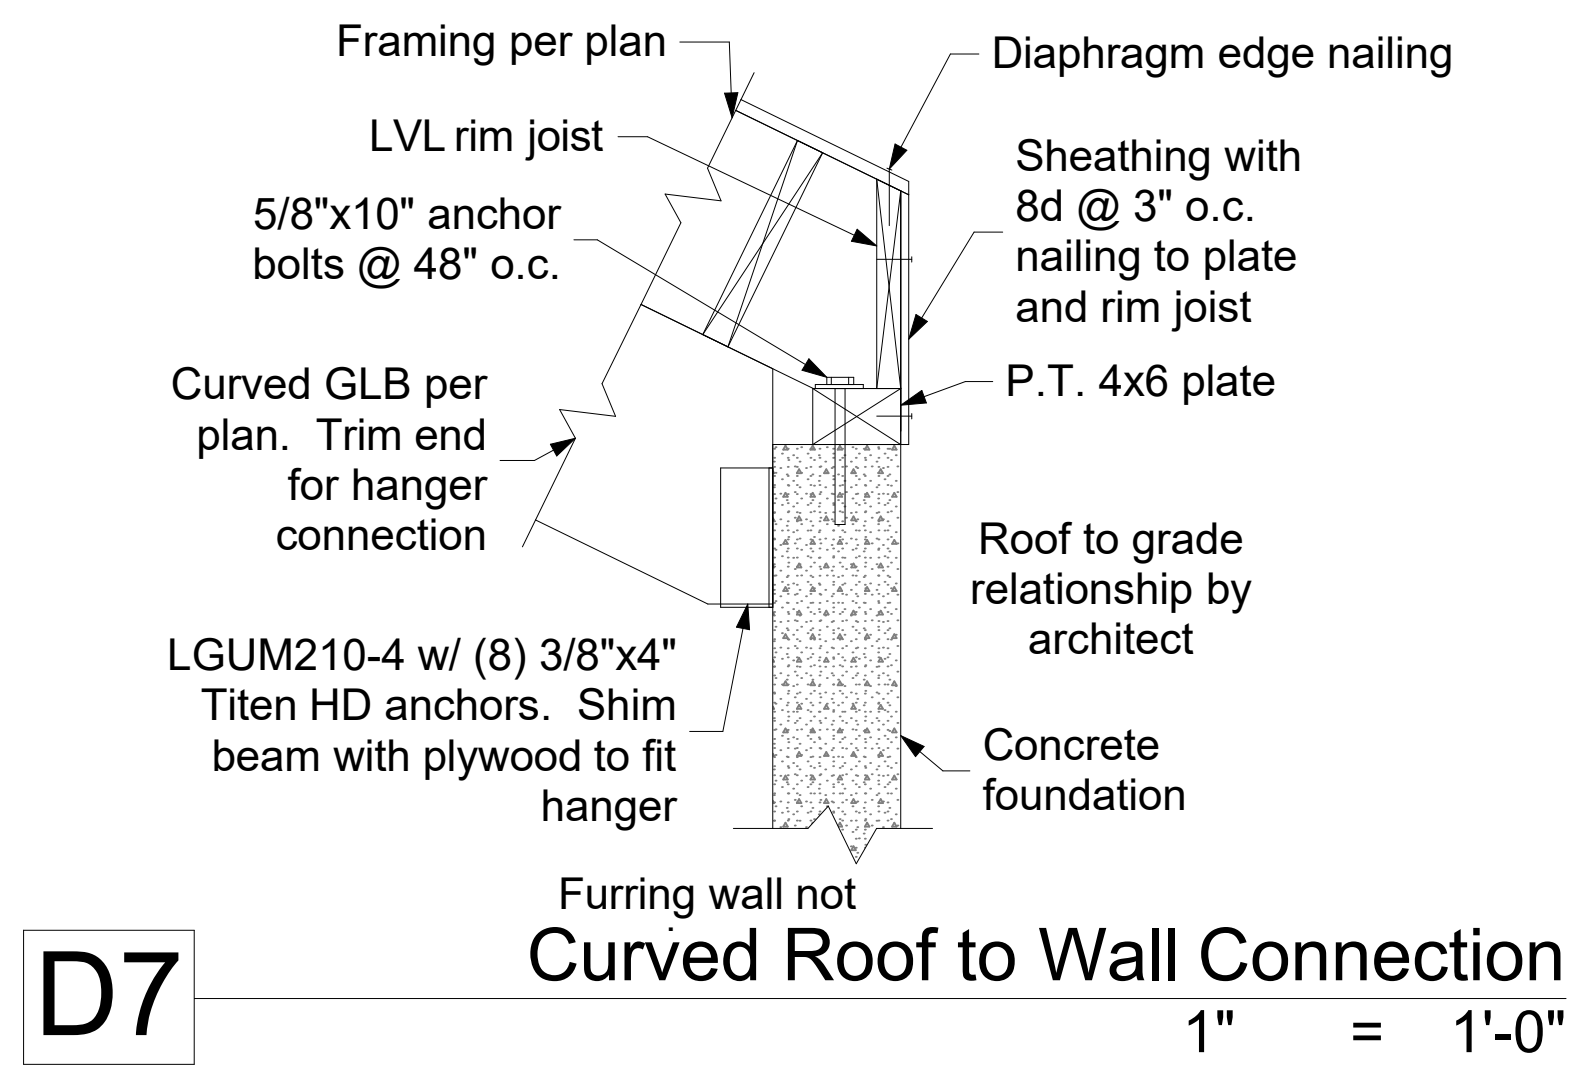 Framing per plan
Diaphragm edge nailing
LVL rim joist
Sheathing with
8d @ 3" o.c.
nailing to plate
and rim joist
5/8"x10" anchor
bolts @ 48" o.c.
Curved GLB per
plan. Trim end
for hanger
connection
P.T. 4x6 plate
Roof to grade
relationship by
architect
LGUM210-4 w/ (8) 3/8"x4"
Titen HD anchors. Shim
beam with plywood to fit
hanger
Concrete
foundation
Furring wall not
D7
Curved Roof to Wall Connection
1" = 1'-0"